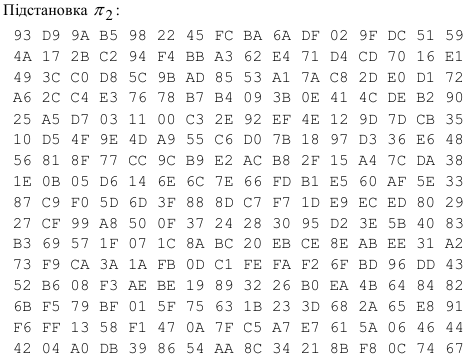 Підстановка π2:
93 D9 9A B5 98 22 45 FC BA 6A DF 02 9F DC 51 59
4A 17 2B C2 94 F4 BB A3 62 E4 71 D4 CD 70 16 E1
49 3C C0 D8 5C 9B AD 85 53 A1 7A C8 2D E0 D1 72
A6 2C C4 E3 76 78 B7 B4 09 3B 0E 41 4C DE B2 90
25 A5 D7 03 11 00 C3 2E 92 EF 4E 12 9D 7D CB 35
10 D5 4F 9E 4D A9 55 C6 D0 7B 18 97 D3 36 E6 48
56 81 8F 77 CC 9C B9 E2 AC B8 2F 15 A4 7C DA 38
1E 0B 05 D6 14 6E 6C 7E 66 FD B1 E5 60 AF 5E 33
87 C9 F0 5D 6D 3F 88 8D C7 F7 1D E9 EC ED 80 29
27 CF 99 A8 50 0F 37 24 28 30 95 D2 3E 5B 40 83
B3 69 57 1F 07 1C 8A BC 20 EB CE 8E AB EE 31 A2
73 F9 CA 3A 1A FB 0D C1 FE FA F2 6F BD 96 DD 43
52 B6 08 F3 AE BE 19 89 32 26 B0 EA 4B 64 84 82
6B F5 79 BF 01 5F 75 63 1B 23 3D 68 2A 65 E8 91
F6 FF 13 58 F1 47 0A 7F C5 A7 E7 61 5A 06 46 44
42 04 A0 DB 39 86 54 AA 8C 34 21 8B F8 0C 74 67